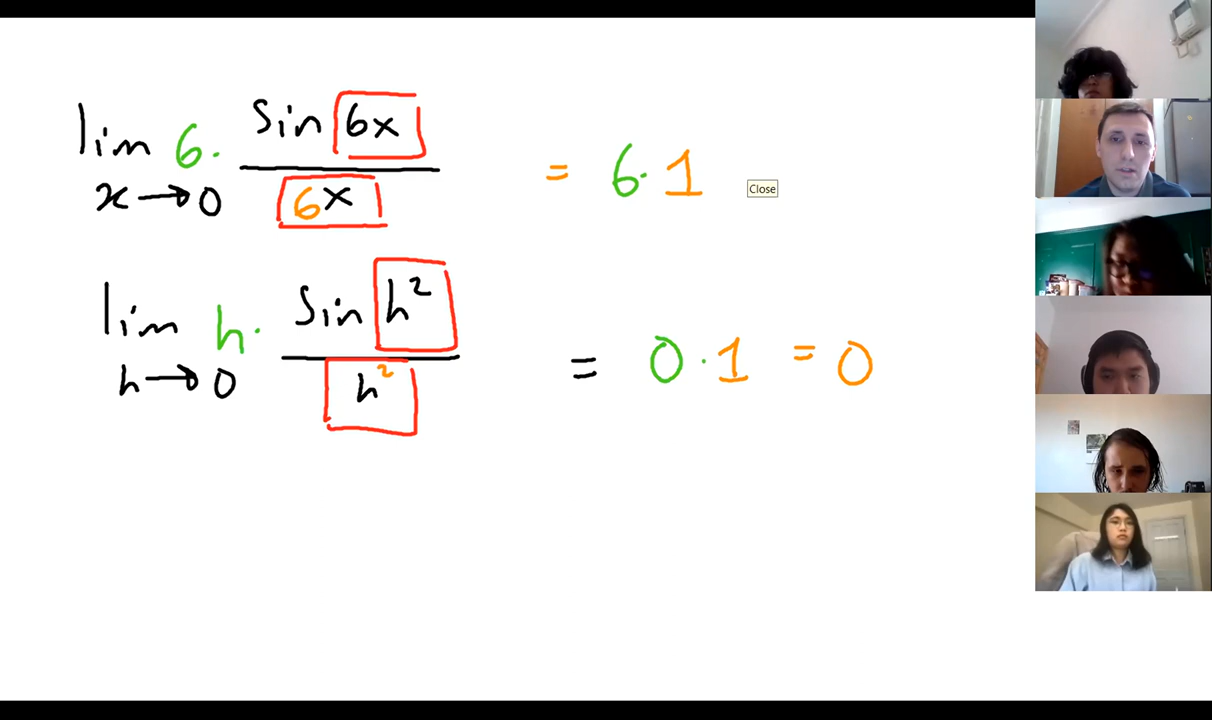 lim 6· sin 6x = 6·1
x→0 6x
Close
lim h· sin h² = 0·1 = 0
h→0 h²